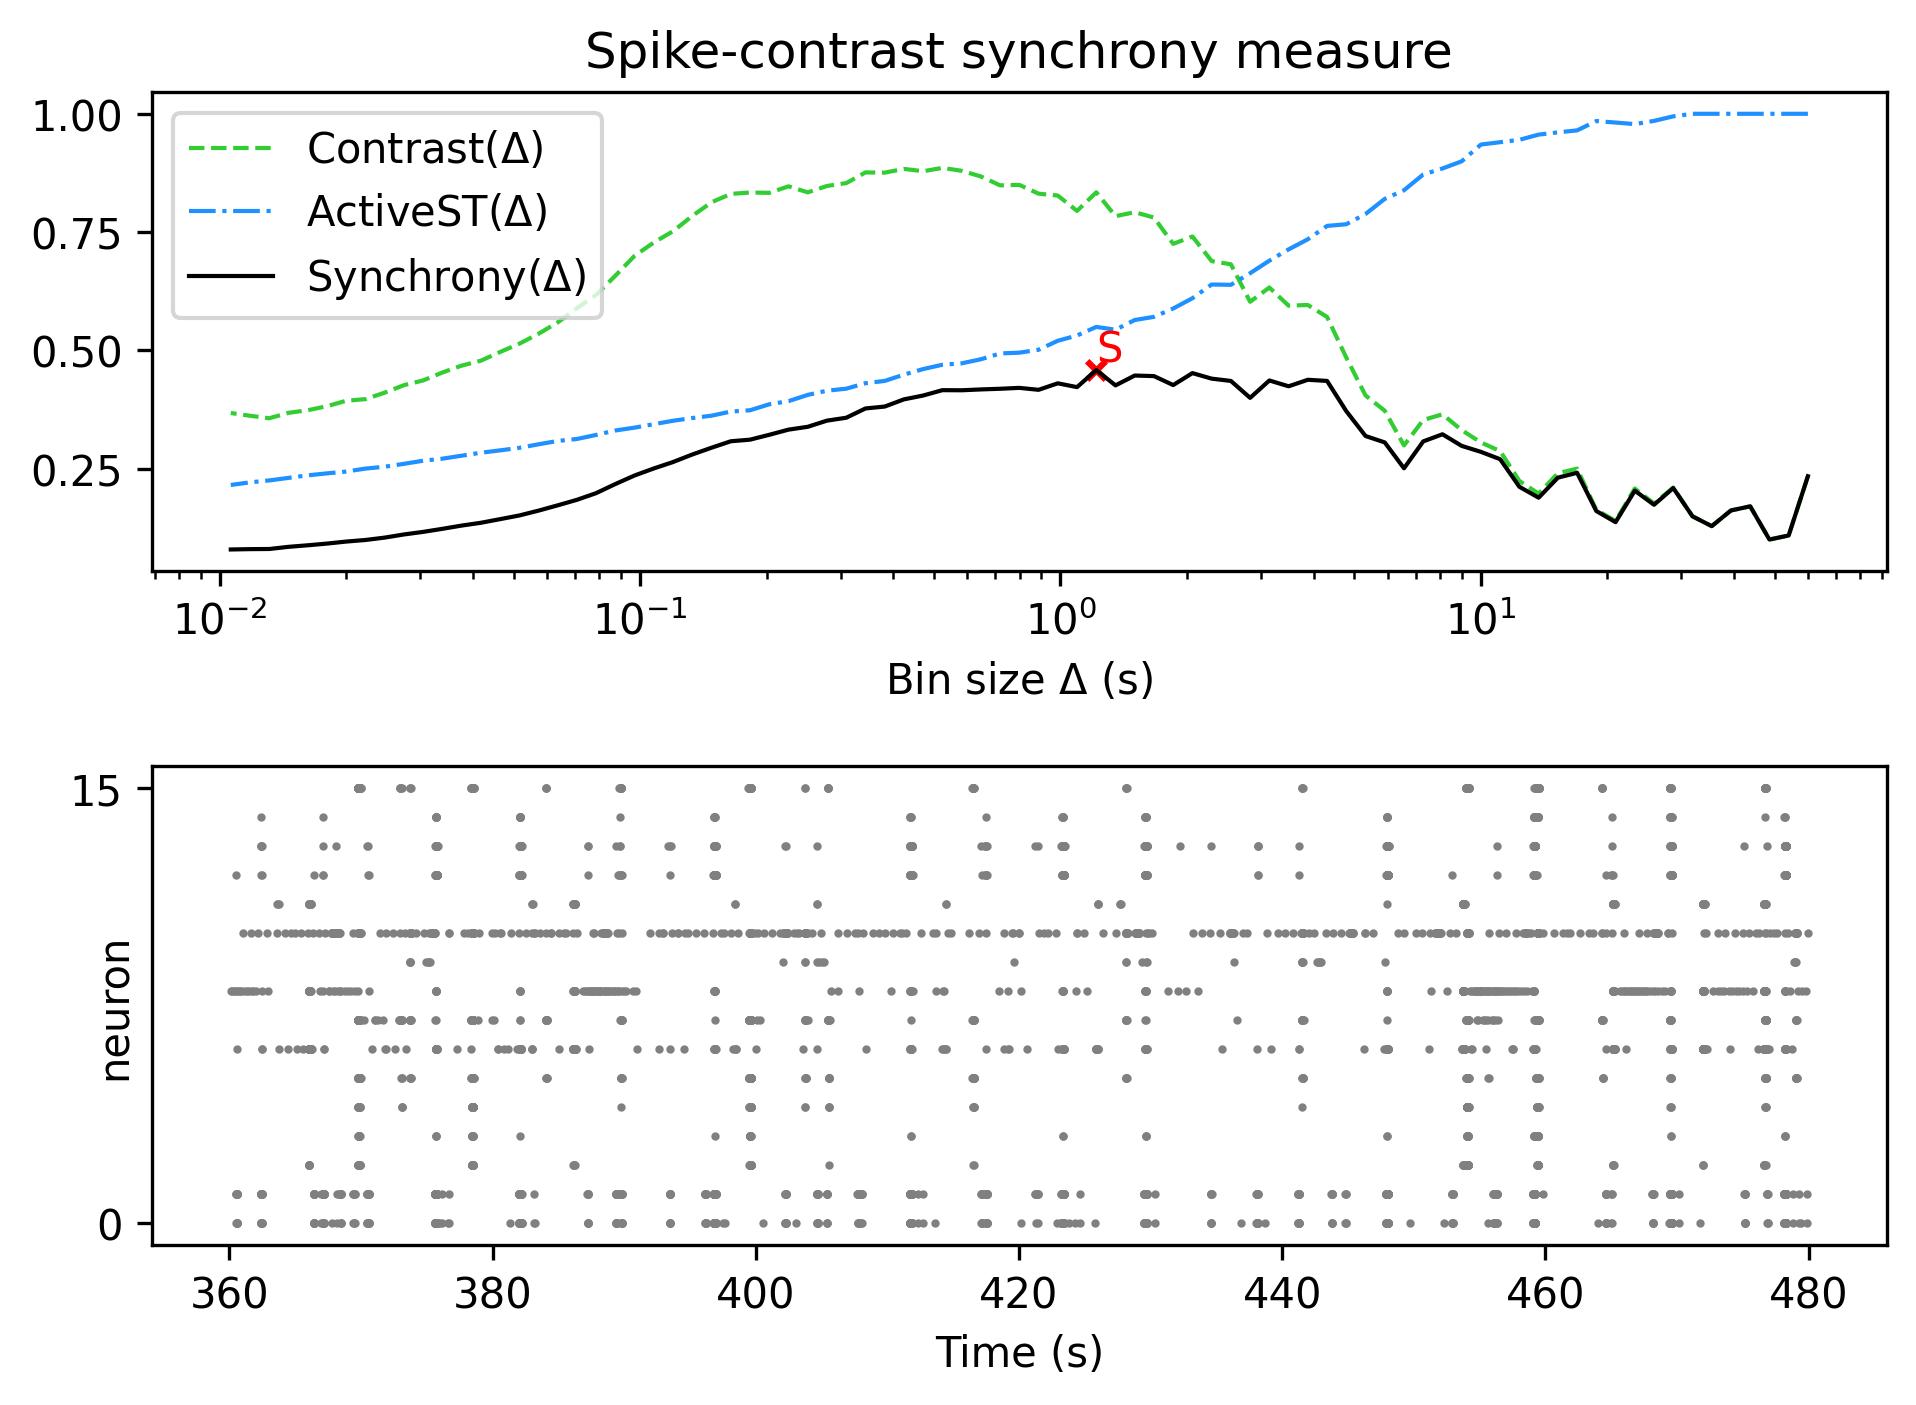 Spike-contrast synchrony measure
1.00
0.75
0.50
0.25
Contrast(Δ)
ActiveST(Δ)
Synchrony(Δ)
S
10⁻² 10⁻¹ 10⁰ 10¹
Bin size Δ (s)
15
0
neuron
360 380 400 420 440 460 480
Time (s)